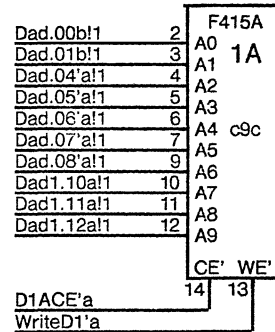 F415A
Dad.00b!1 2 A0 1A
Dad.01b!1 3 A1
Dad.04'a!1 4 A2
Dad.05'a!1 5 A3
Dad.06'a!1 6 A4 c9c
Dad.07'a!1 7 A5
Dad.08'a!1 9 A6
Dad1.10a!1 10 A7
Dad1.11a!1 11 A8
Dad1.12a!1 12 A9
CE' WE'
D1ACE'a 14 13
WriteD1'a